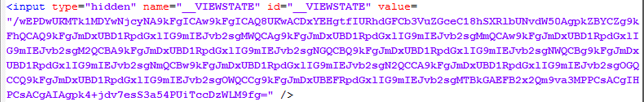 <input type="hidden" name="__VIEWSTATE" id="__VIEWSTATE" value=
"/wEPDwUKMTk1MDYwNjcyNA9kFgICAw9kFgICAQ8UKwACDxYEHgtfIURhdGFCb3VuZGceC18hSXRlbUNvdW50AgpkZBYCZg9k
FhQCAQ9kFgJmDxUBD1RpdGxlIG9mIEJvb2sgMWQCAg9kFgJmDxUBD1RpdGxlIG9mIEJvb2sgMmQCAw9kFgJmDxUBD1RpdGxlI
G9mIEJvb2sgM2QCBA9kFgJmDxUBD1RpdGxlIG9mIEJvb2sgNGQCBQ9kFgJmDxUBD1RpdGxlIG9mIEJvb2sgNWQCBg9kFgJmDx
UBD1RpdGxlIG9mIEJvb2sgNmQCBw9kFgJmDxUBD1RpdGxlIG9mIEJvb2sgN2QCCA9kFgJmDxUBD1RpdGxlIG9mIEJvb2sgOGQ
CCQ9kFgJmDxUBD1RpdGxlIG9mIEJvb2sgOWQCCg9kFgJmDxUBEFRpdGxlIG9mIEJvb2sgMTBkGAEFB2x2Qm9va3MPPCsACgIH
PCsACgAIAgpk4+jdv7esS3a54PUiTccDzWLM9fg=" />